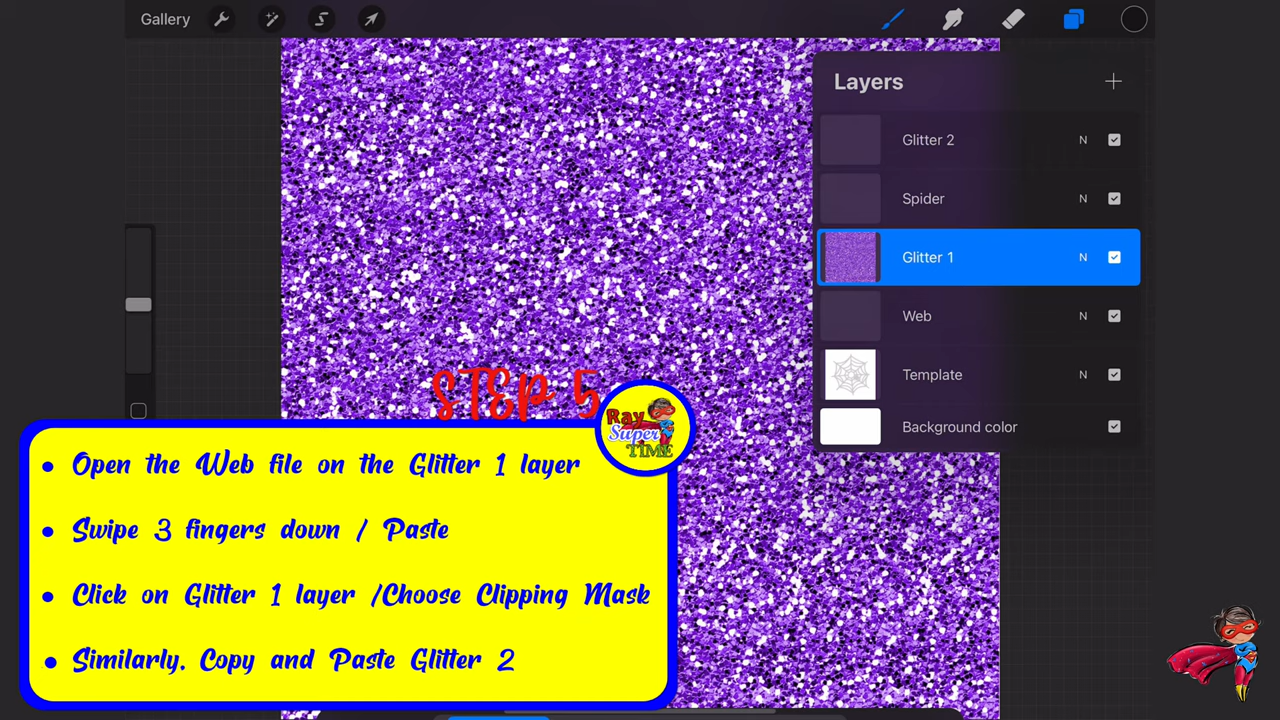 Gallery
Layers
Glitter 2 N
Spider N
Glitter 1 N
Web N
Template N
Background color
STEP 5
Ray
Super
TIME
• Open the Web file on the Glitter 1 layer
• Swipe 3 fingers down / Paste
• Click on Glitter 1 layer /Choose Clipping Mask
• Similarly, Copy and Paste Glitter 2